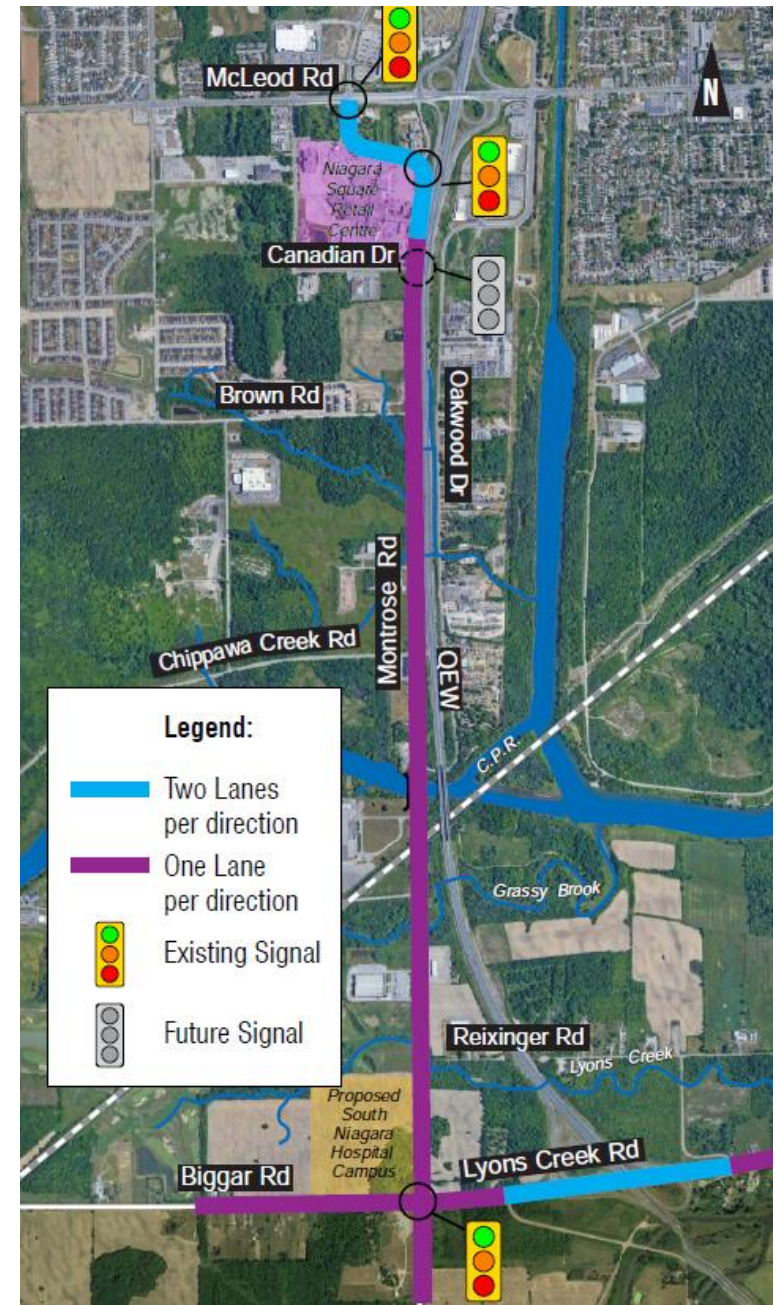 McLeod Rd
N
Niagara
Square
Retail
Centre
Canadian Dr
Brown Rd
Oakwood Dr
Montrose Rd
Chippawa Creek Rd
QEW
C.P.R.
Legend:
Two Lanes
per direction
One Lane
per direction
Existing Signal
Future Signal
Grassy Brook
Reixinger Rd
Lyons Creek
Proposed
South
Niagara
Hospital
Campus
Lyons Creek Rd
Biggar Rd